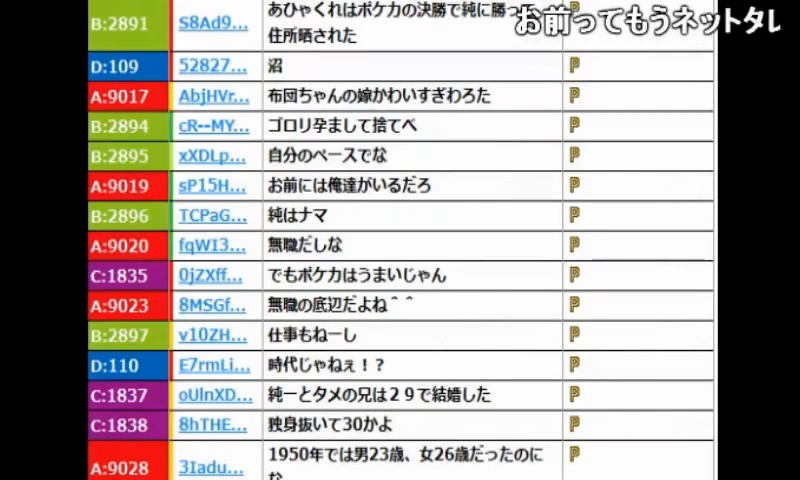 お前ってもうネットタレ
B:2891 S8Ad9... あひゃくれはポケカの決勝で純に勝っ
住所晒された P
D:109 52827... 沼 P
A:9017 AbjHVr... 布団ちゃんの嫁かわいすぎわろた P
B:2894 cR--MY... ゴロリ孕まして捨てべ P
B:2895 xXDLp... 自分のペースでな P
A:9019 sP15H... お前には俺達がいるだろ P
B:2896 TCPaG... 純はナマ P
A:9020 fqWI3... 無職だしな P
C:1835 0jZXff... でもポケカはうまいじゃん P
A:9023 8MSGf... 無職の底辺だよね＾＾ P
B:2897 v10ZH... 仕事もねーし P
D:110 E7rmLi... 時代じゃねぇ！？ P
C:1837 oUlnXD... 純一とタメの兄は２９で結婚した P
C:1838 8hTHE... 独身抜いて30かよ P
A:9028 3Iadu... 1950年では男23歳、女26歳だったのに P